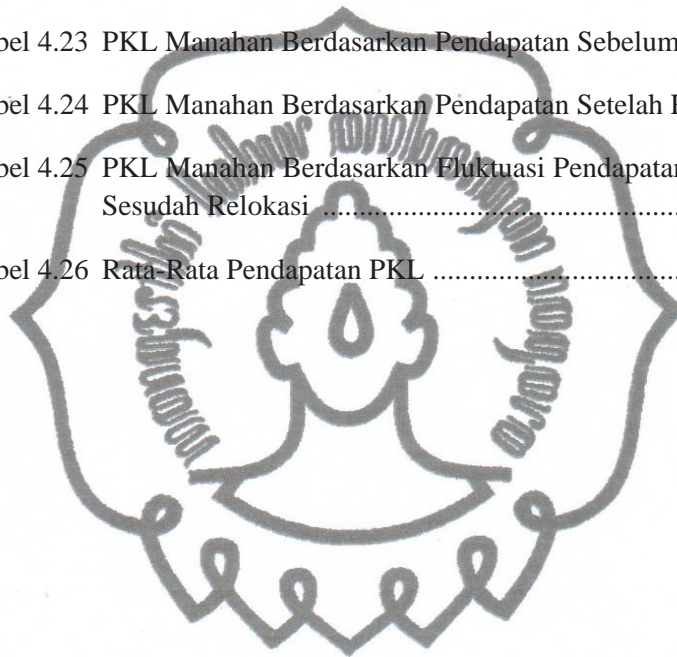 bel 4.23 PKL Manahan Berdasarkan Pendapatan Sebelum
bel 4.24 PKL Manahan Berdasarkan Pendapatan Setelah
bel 4.25 PKL Manahan Berdasarkan Fluktuasi Pendapatan
Sesudah Relokasi ..........................................
bel 4.26 Rata-Rata Pendapatan PKL ............................